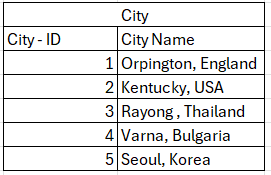 City
City - ID City Name
1 Orpington, England
2 Kentucky, USA
3 Rayong , Thailand
4 Varna, Bulgaria
5 Seoul, Korea